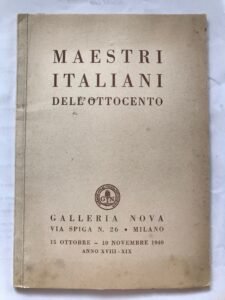 MAESTRI
ITALIANI
DELL'OTTOCENTO
GALLERIA NOVA
VIA SPIGA N. 26 • MILANO
15 OTTOBRE – 10 NOVEMBRE 1940
ANNO XVIII - XIX